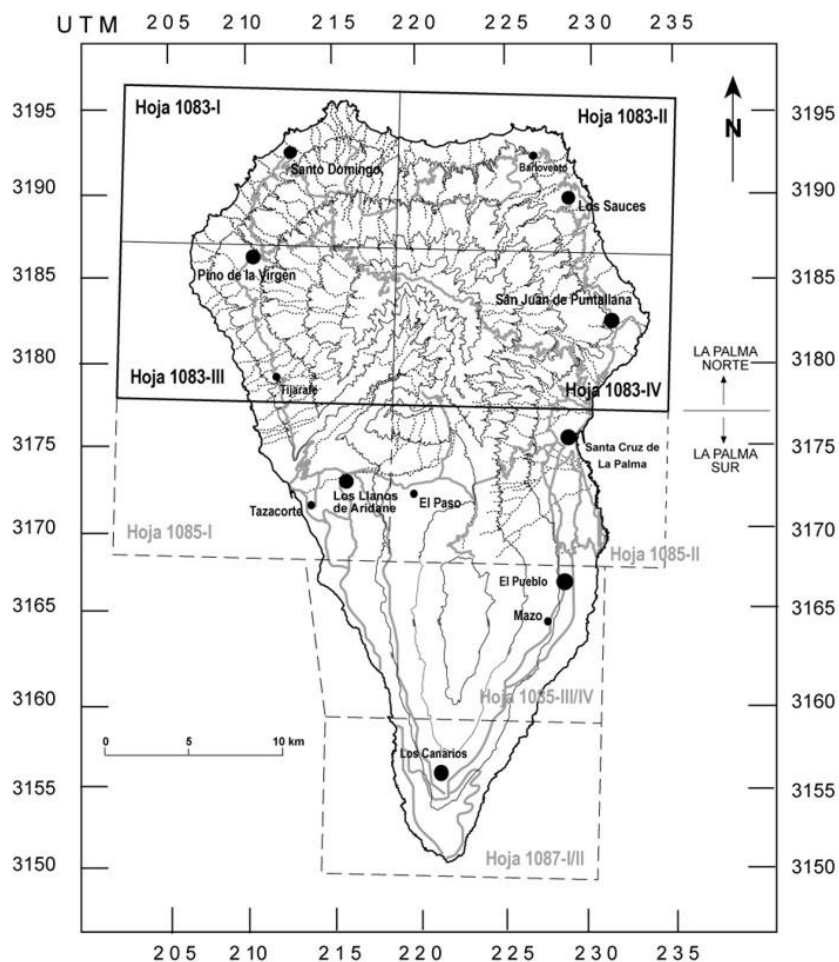 UTM 205 210 215 220 225 231 235
3195 3195
Hoja 1083-I Hoja 1083-II
N
Santo Domingo
Barlovento
3190 3190
Los Sauces
Pino de la Virgen
3185 3185
San Juan de Puntallana
3180 3180
LA PALMA
NORTE
Hoja 1083-III Hoja 1083-IV
Tijarafe
3175 3175
Santa Cruz de
La Palma
LA PALMA
SUR
Los Llanos
de Aridane
El Paso
Tazacorte
3170 3170
Hoja 1085-I Hoja 1085-II
El Pueblo
3165 3165
Mazo
Hoja 1085-III/IV
3160 3160
0 5 10 km
Los Canarios
3155 3155
Hoja 1087-I/II
3150 3150
205 210 215 220 225 230 235